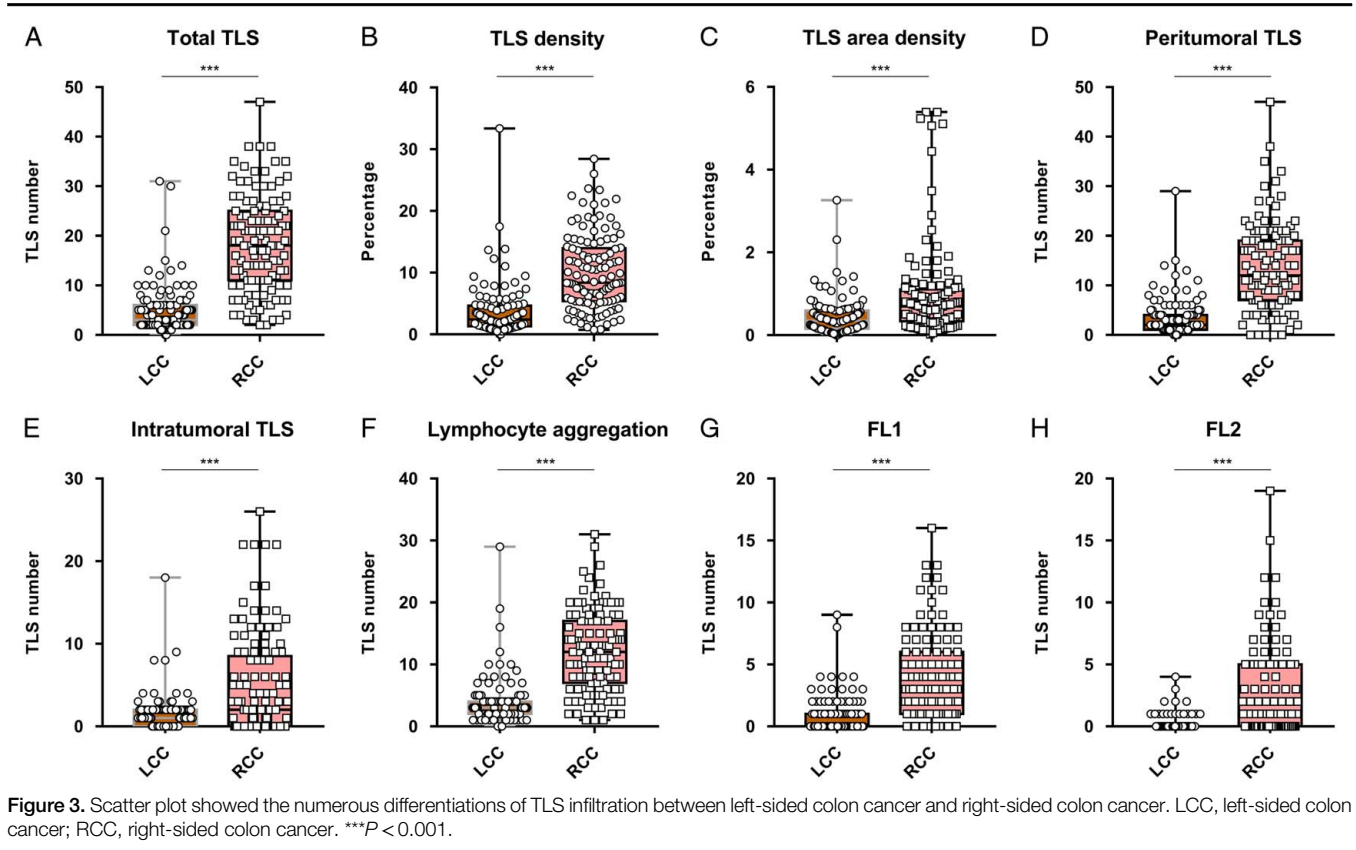 A Total TLS
***
TLS number
50
40
30
20
10
0
LCC RCC
B TLS density
***
Percentage
40
30
20
10
0
LCC RCC
C TLS area density
***
Percentage
6
4
2
0
LCC RCC
D Peritumoral TLS
***
TLS number
50
40
30
20
10
0
LCC RCC
E Intratumoral TLS
***
TLS number
30
20
10
0
LCC RCC
F Lymphocyte aggregation
***
TLS number
40
30
20
10
0
LCC RCC
G FL1
***
TLS number
20
15
10
5
0
LCC RCC
H FL2
***
TLS number
20
15
10
5
0
LCC RCC
Figure 3. Scatter plot showed the numerous differentiations of TLS infiltration between left-sided colon cancer and right-sided colon cancer. LCC, left-sided colon
cancer; RCC, right-sided colon cancer. ***P < 0.001.